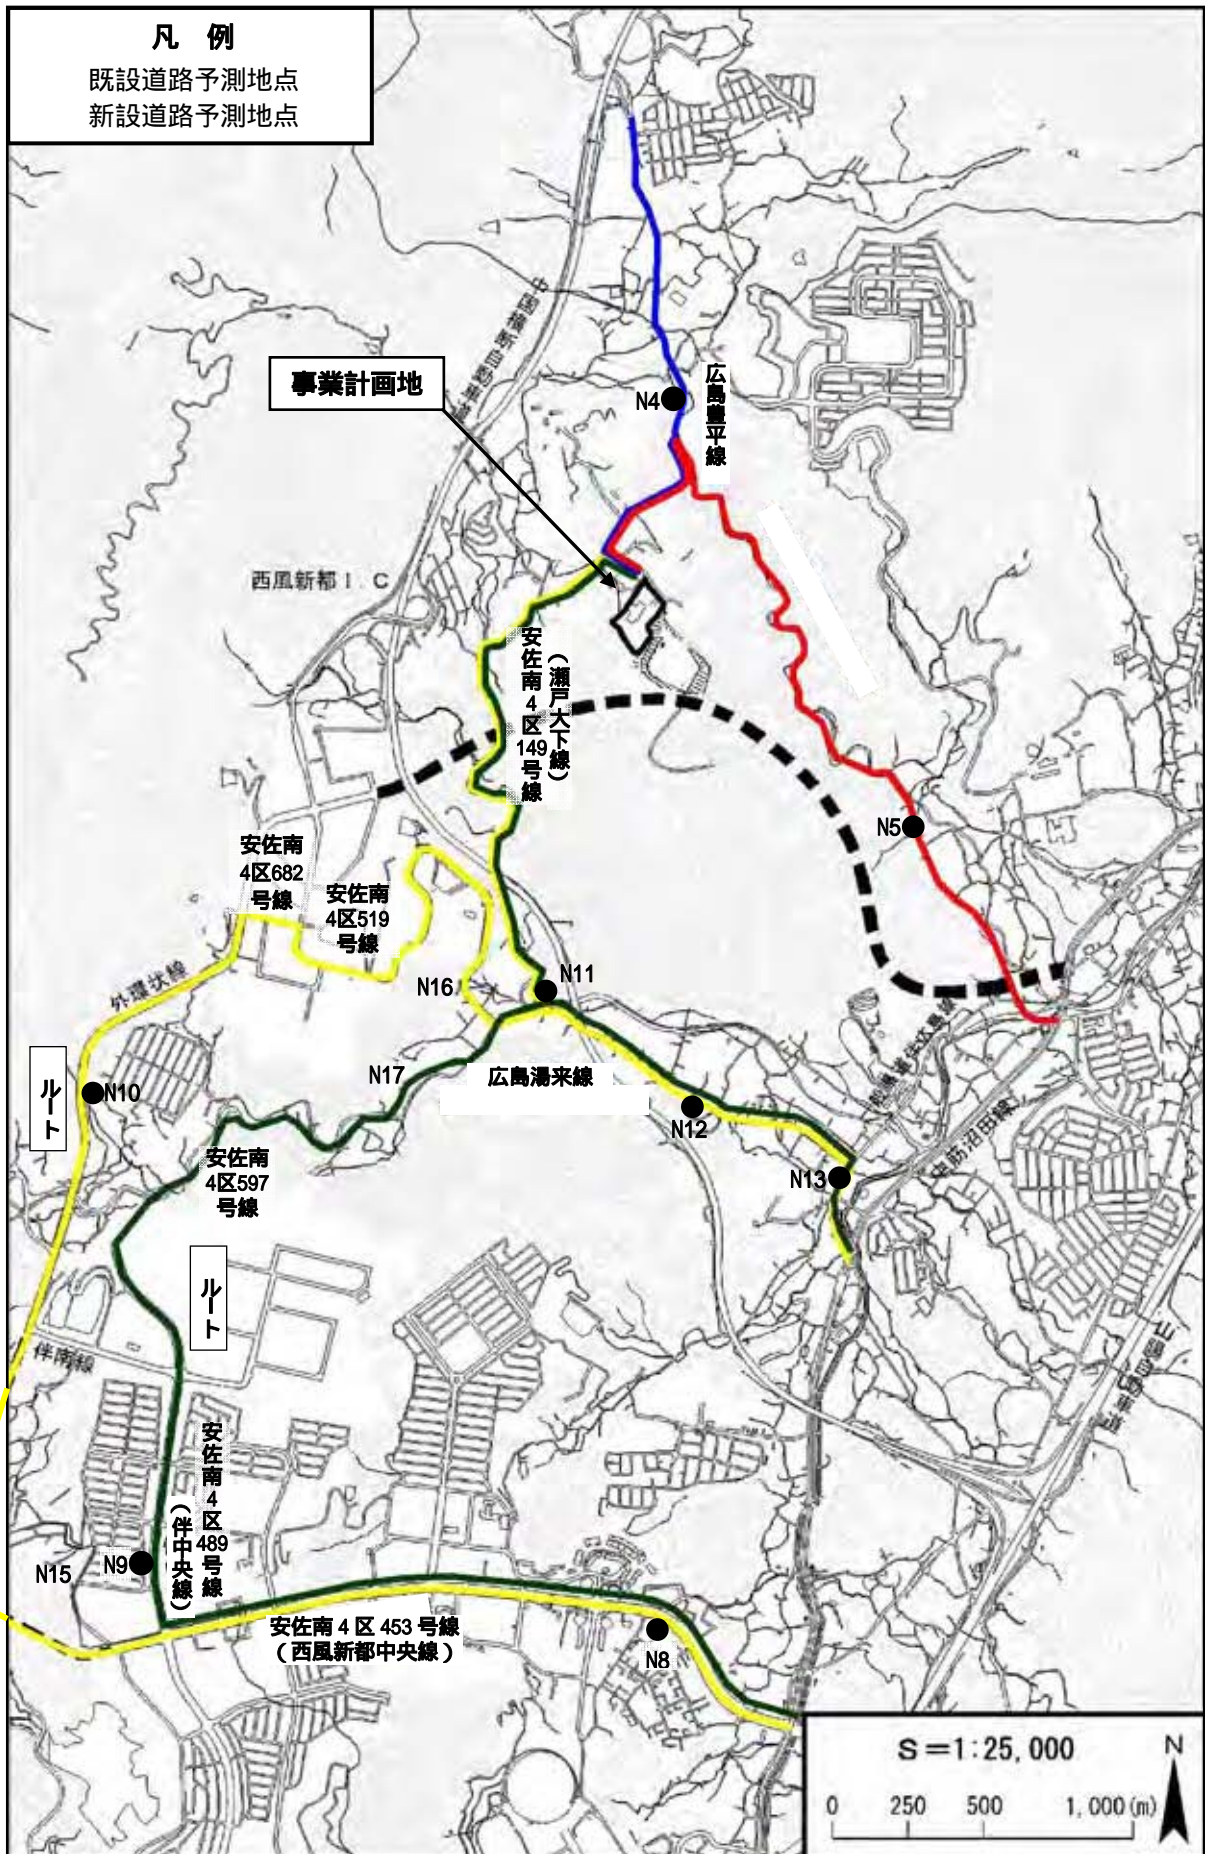 凡 例
既設道路予測地点
新設道路予測地点
中国横断自動車道
事業計画地
N4
広島豊平線
西風新都I．C
安佐南4区149号線
（瀬戸大下線）
N5
安佐南
4区682
号線
安佐南
4区519
号線
外環状線
N16
N11
ルート
N10
N17
広島湯来線
N12
N13
中筋沼田線
安佐南
4区597
号線
ルート
伴南線
安佐南4区489号線
（伴中央線）
N15
N9
安佐南４区 453 号線
（西風新都中央線）
N8
S＝1:25,000
N
0 250 500 1,000(m)